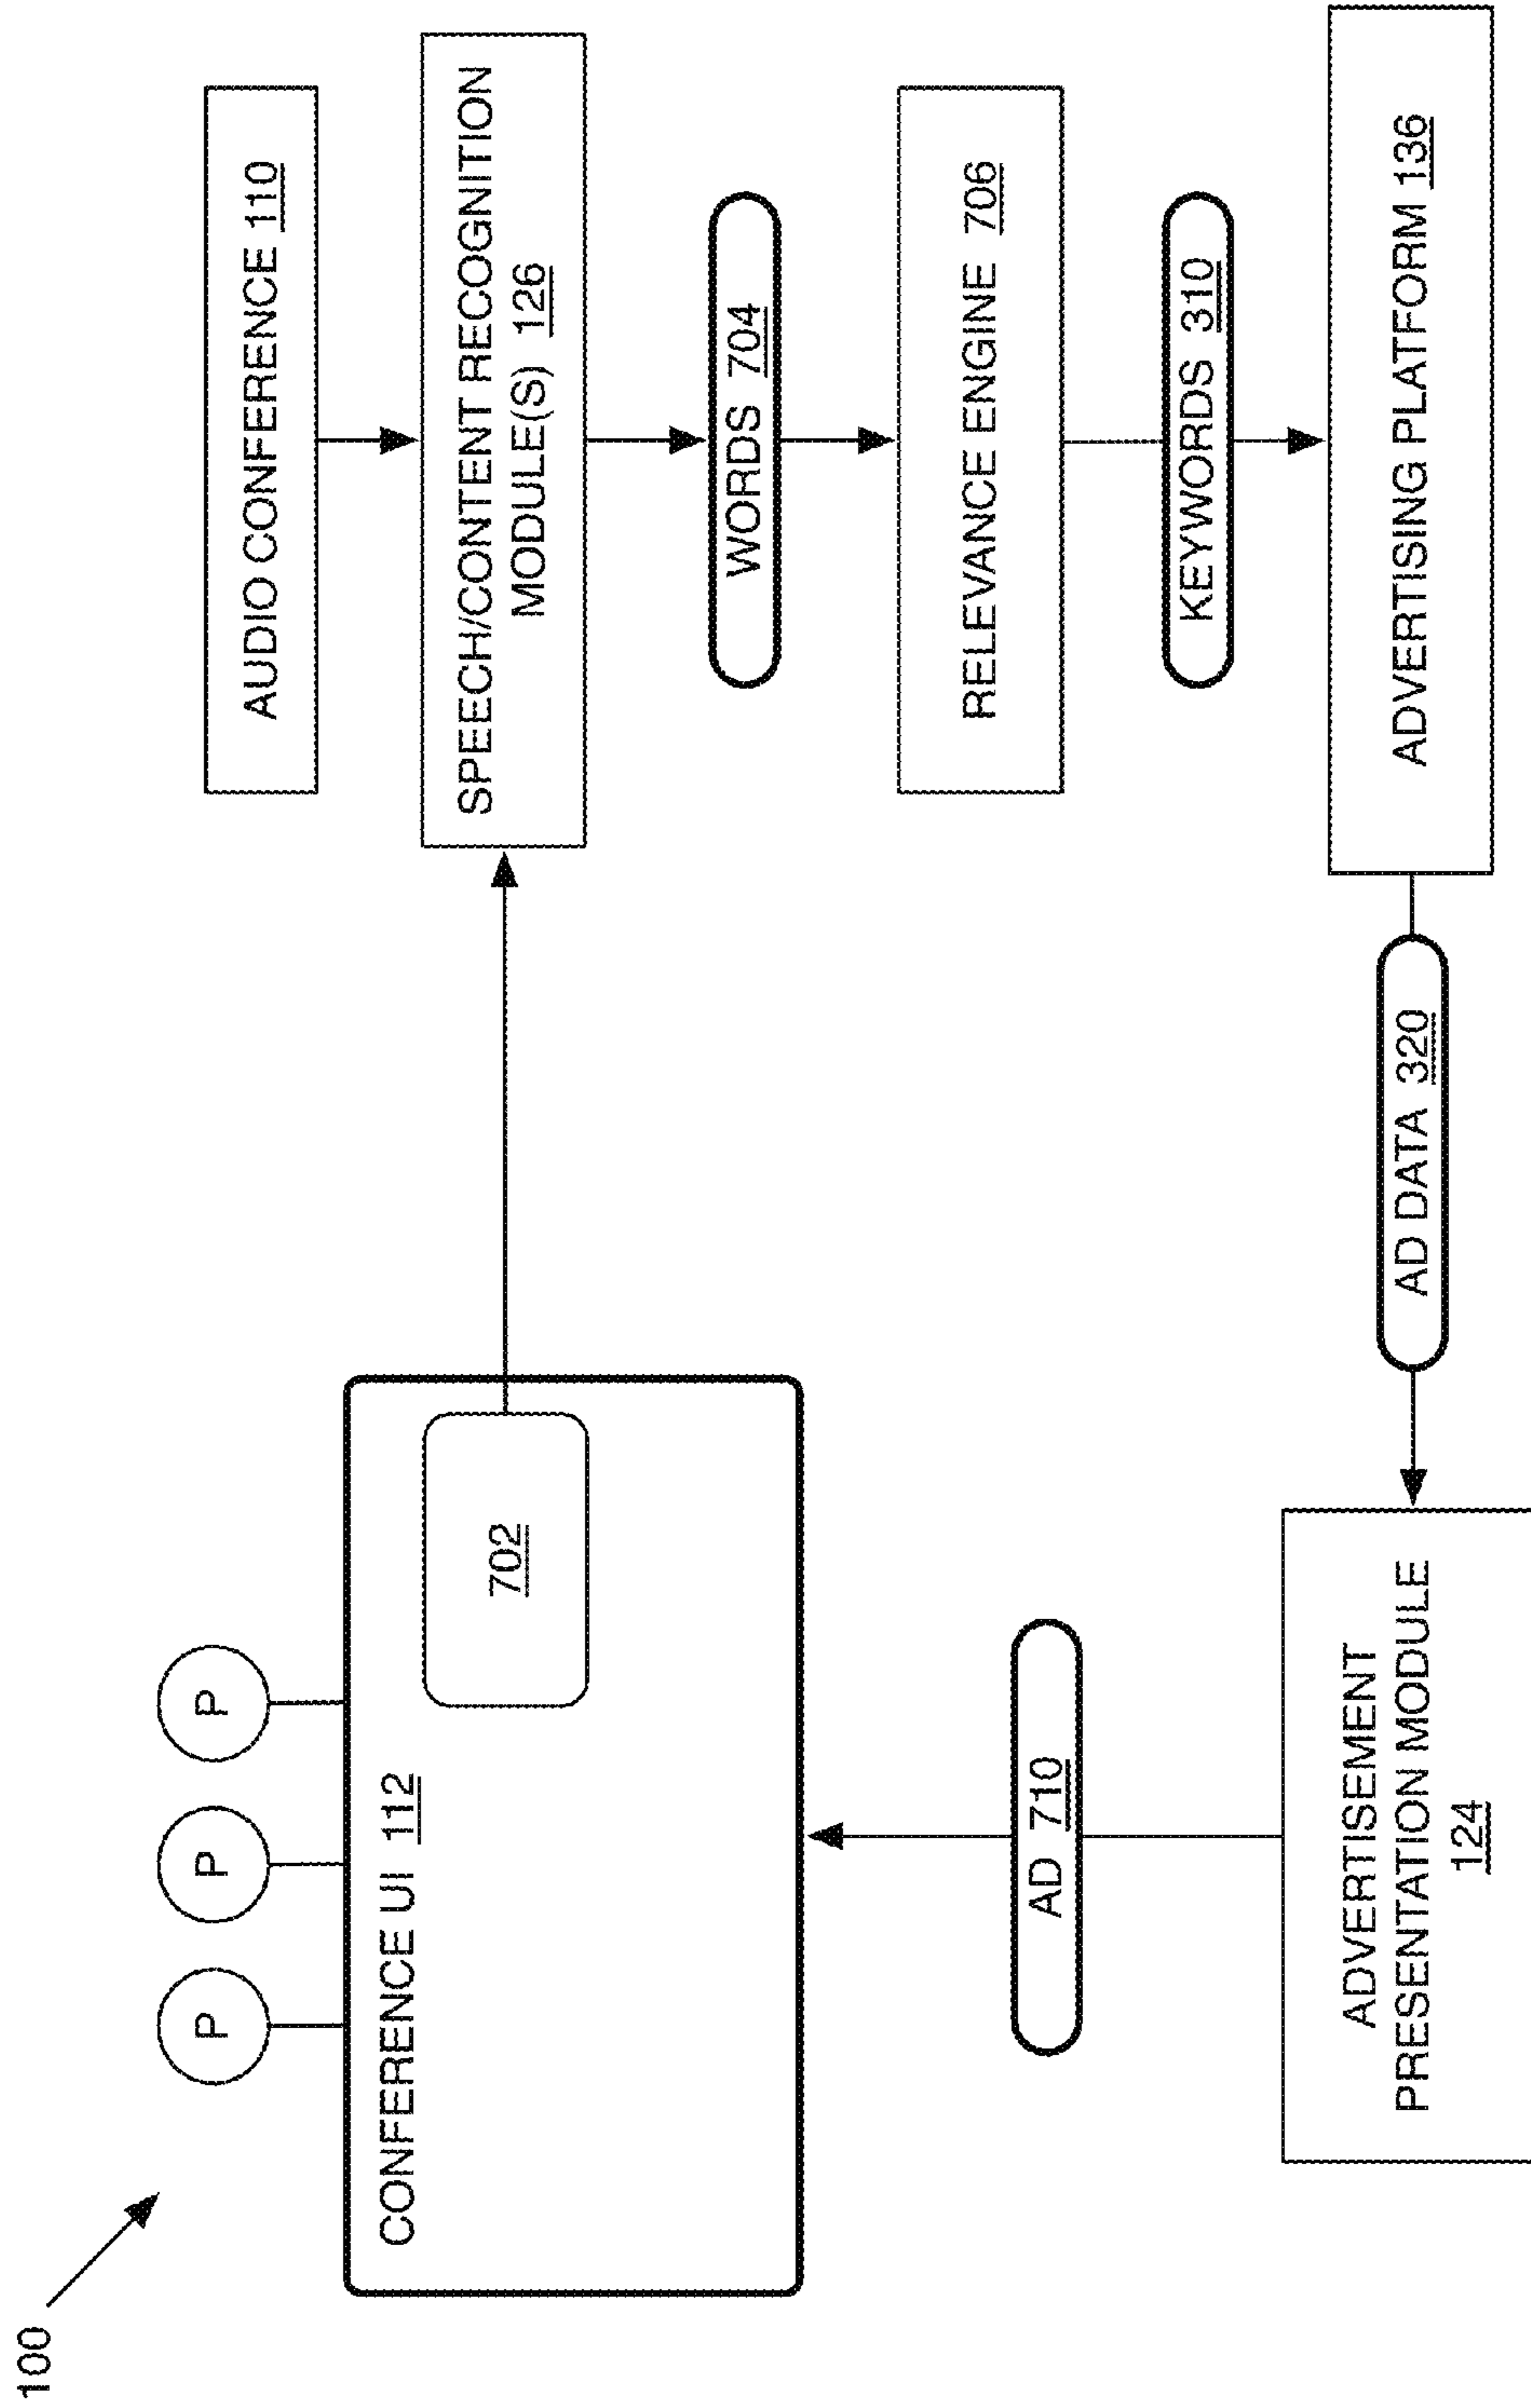 100
P
P
P
CONFERENCE UI 112
702
AUDIO CONFERENCE 110
SPEECH/CONTENT RECOGNITION
MODULE(S) 126
WORDS 704
RELEVANCE ENGINE 706
KEYWORDS 310
ADVERTISING PLATFORM 136
AD DATA 320
AD 710
ADVERTISEMENT
PRESENTATION MODULE
124